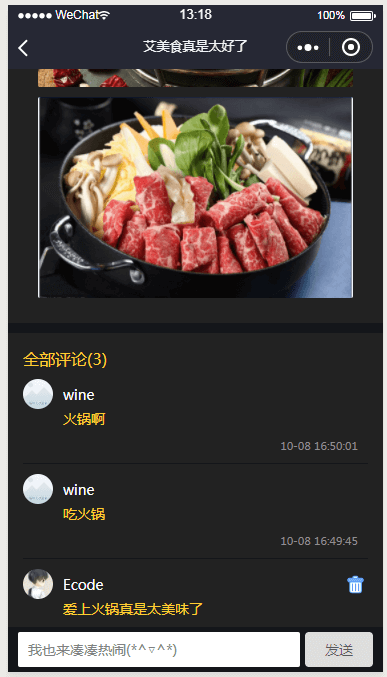 ●●●●● WeChat 13:18 100%
艾美食真是太好了
全部评论(3)
wine
火锅啊
10-08 16:50:01
wine
吃火锅
10-08 16:49:45
Ecode
爱上火锅真是太美味了
我也来凑凑热闹(*^▽^*) 发送